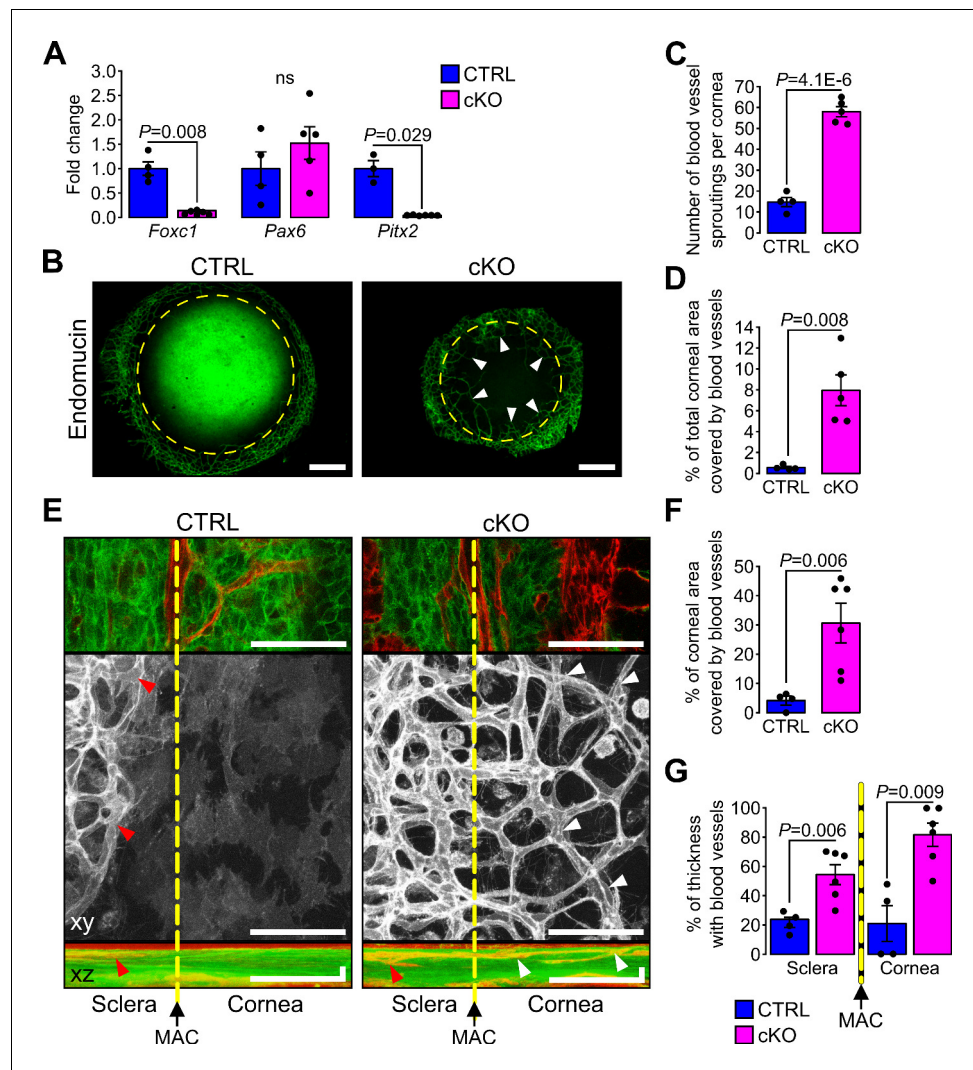 A
Fold change
3.0
2.5
2.0
1.5
1.0
0.5
0.0
P=0.008
ns
P=0.029
CTRL
cKO
Foxc1
Pax6
Pitx2
B
CTRL
cKO
Endomucin
C
Number of blood vessel
sproutings per cornea
70
60
50
40
30
20
10
0
P=4.1E-6
CTRL
cKO
D
% of total corneal area
covered by blood vessels
14
12
10
8
6
4
2
0
P=0.008
CTRL
cKO
E
CTRL
cKO
xy
xz
Sclera
Cornea
Sclera
Cornea
MAC
MAC
F
% of corneal area
covered by blood vessels
50
40
30
20
10
0
P=0.006
CTRL
cKO
G
% of thickness
with blood vessels
100
80
60
40
20
0
P=0.006
P=0.009
Sclera
Cornea
CTRL
cKO
MAC